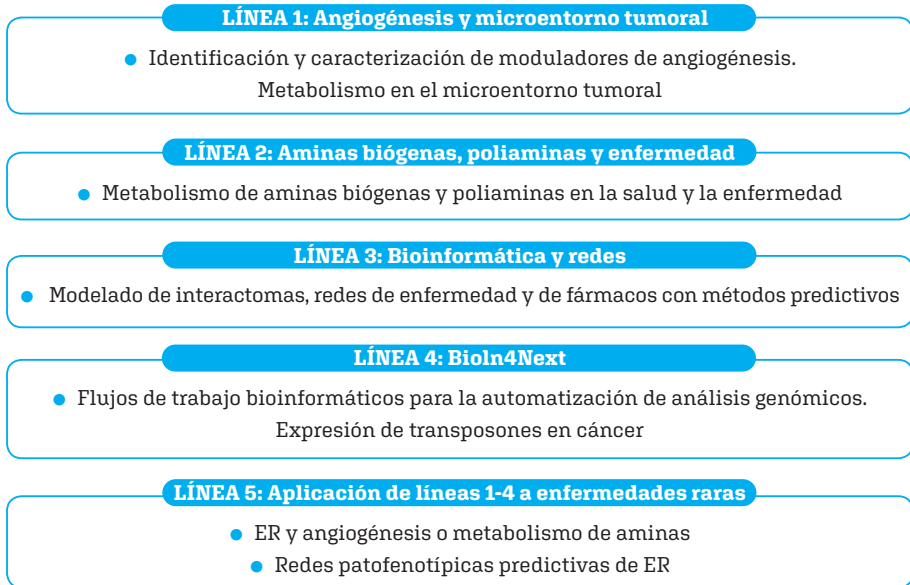 LÍNEA 1: Angiogénesis y microentorno tumoral
● Identificación y caracterización de moduladores de angiogénesis.
Metabolismo en el microentorno tumoral
LÍNEA 2: Aminas biógenas, poliaminas y enfermedad
● Metabolismo de aminas biógenas y poliaminas en la salud y la enfermedad
LÍNEA 3: Bioinformática y redes
● Modelado de interactomas, redes de enfermedad y de fármacos con métodos predictivos
LÍNEA 4: Bioln4Next
● Flujos de trabajo bioinformáticos para la automatización de análisis genómicos.
Expresión de transposones en cáncer
LÍNEA 5: Aplicación de líneas 1-4 a enfermedades raras
● ER y angiogénesis o metabolismo de aminas
● Redes patofenotípicas predictivas de ER